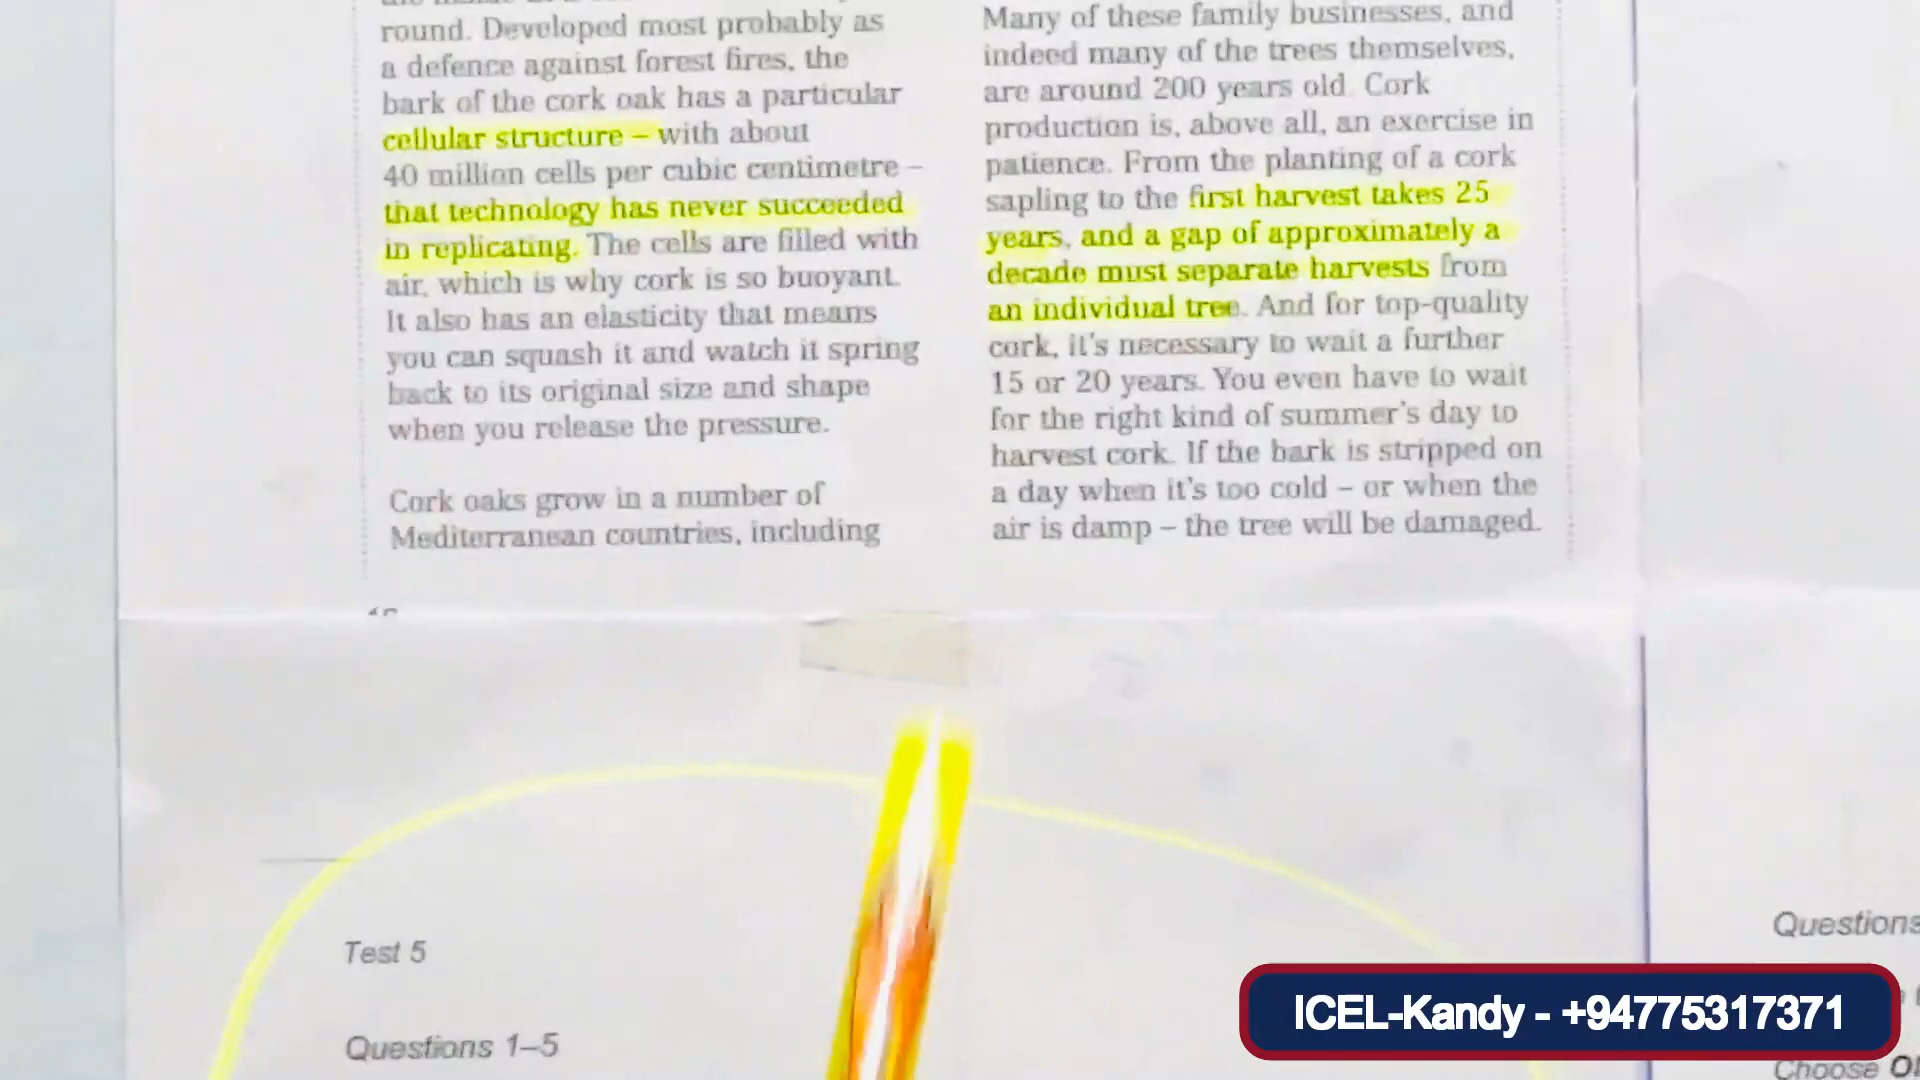 round. Developed most probably as
a defence against forest fires, the
bark of the cork oak has a particular
cellular structure – with about
40 million cells per cubic centimetre –
that technology has never succeeded
in replicating. The cells are filled with
air, which is why cork is so buoyant.
It also has an elasticity that means
you can squash it and watch it spring
back to its original size and shape
when you release the pressure.
Cork oaks grow in a number of
Mediterranean countries, including
Many of these family businesses, and
indeed many of the trees themselves,
are around 200 years old. Cork
production is, above all, an exercise in
patience. From the planting of a cork
sapling to the first harvest takes 25
years, and a gap of approximately a
decade must separate harvests from
an individual tree. And for top-quality
cork, it's necessary to wait a further
15 or 20 years. You even have to wait
for the right kind of summer's day to
harvest cork. If the bark is stripped on
a day when it's too cold – or when the
air is damp – the tree will be damaged.
Test 5
Questions 1–5
Questions
Choose
ICEL-Kandy - +94775317371